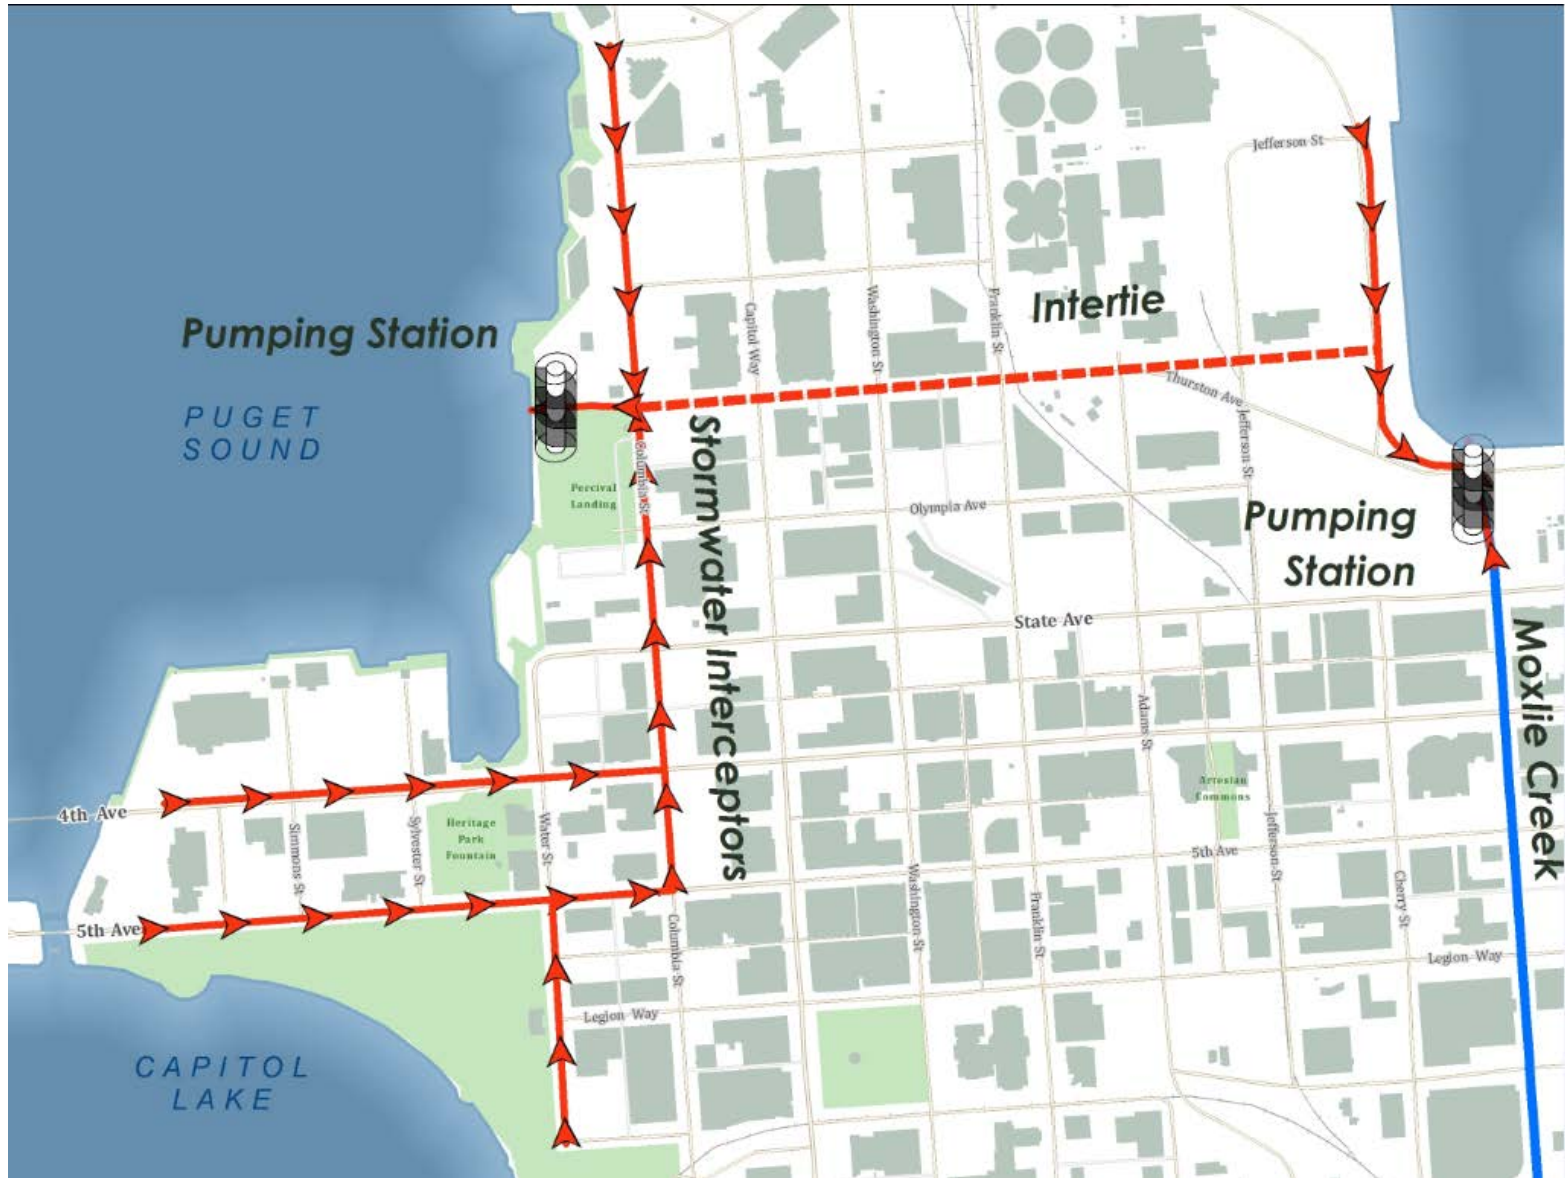 Jefferson St
Intertie
Pumping Station
PUGET
SOUND
Capitol Way
Washington St
Franklin St
Thurston Ave
Jefferson St
Columbia St
Stormwater Interceptors
Percival
Landing
Olympia Ave
Pumping
Station
State Ave
Moxlie Creek
Adams St
Artesian
Commons
4th Ave
Simmons St
Sylvester St
Heritage
Park
Fountain
Water St
5th Ave
Jefferson St
5th Ave
Washington St
Franklin St
Cherry St
Columbia St
Legion Way
Legion Way
CAPITOL
LAKE